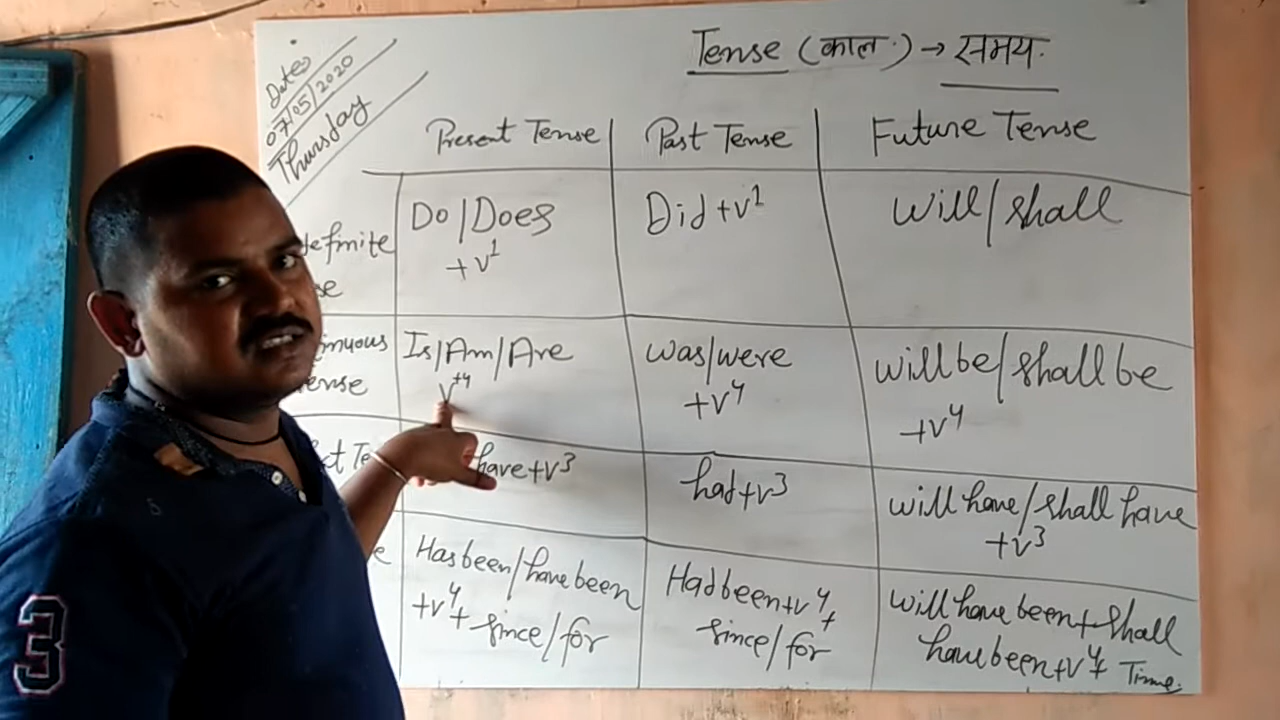 Tense (काल) → समय.
Date
07/05/2020
Thursday
Present Tense
Past Tense
Future Tense
Do/Does
+ V1
Did + V1
Will/shall
Is/Am/Are
V+4
was/were
+V4
will be/shall be
+V4
Tense
have+V3
had+V3
will have/shall have
+V3
Has been/have been
+V4+ since/for
Had been+V4+
since/for
will have been+shall
have been+V4+ Time.
3